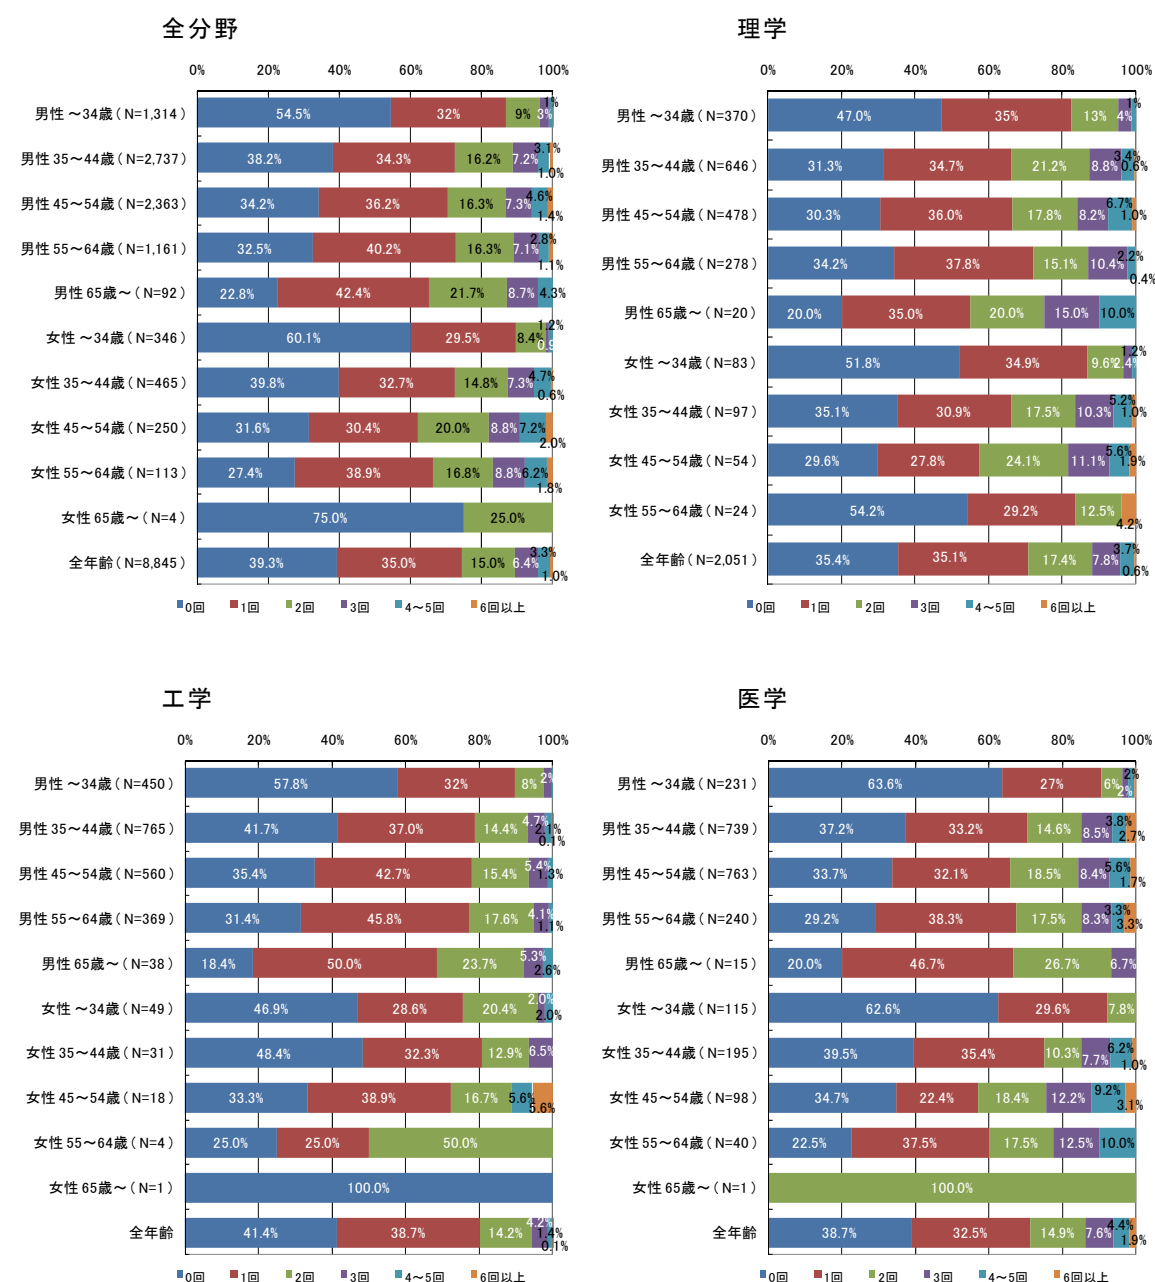 全分野
0% 20% 40% 60% 80% 100%
男性 ～34歳（N=1,314） 54.5% 32% 9% 3% 1%
男性 35～44歳（N=2,737） 38.2% 34.3% 16.2% 7.2% 3.1% 1.0%
男性 45～54歳（N=2,363） 34.2% 36.2% 16.3% 7.3% 4.6% 1.4%
男性 55～64歳（N=1,161） 32.5% 40.2% 16.3% 7.1% 2.8% 1.1%
男性 65歳～（N=92） 22.8% 42.4% 21.7% 8.7% 4.3%
女性 ～34歳（N=346） 60.1% 29.5% 8.4% 1.2% 0.9
女性 35～44歳（N=465） 39.8% 32.7% 14.8% 7.3% 4.7% 0.6%
女性 45～54歳（N=250） 31.6% 30.4% 20.0% 8.8% 7.2% 2.0%
女性 55～64歳（N=113） 27.4% 38.9% 16.8% 8.8% 6.2% 1.8%
女性 65歳～（N=4） 75.0% 25.0%
全年齢（N=8,845） 39.3% 35.0% 15.0% 6.4% 3.3% 1.0%
0回 1回 2回 3回 4～5回 6回以上
理学
0% 20% 40% 60% 80% 100%
男性 ～34歳（N=370） 47.0% 35% 13% 4% 1%
男性 35～44歳（N=646） 31.3% 34.7% 21.2% 8.8% 3.4% 0.6%
男性 45～54歳（N=478） 30.3% 36.0% 17.8% 8.2% 6.7% 1.0%
男性 55～64歳（N=278） 34.2% 37.8% 15.1% 10.4% 2.2% 0.4%
男性 65歳～（N=20） 20.0% 35.0% 20.0% 15.0% 10.0%
女性 ～34歳（N=83） 51.8% 34.9% 9.6% 2.4% 1.2%
女性 35～44歳（N=97） 35.1% 30.9% 17.5% 10.3% 5.2% 1.0%
女性 45～54歳（N=54） 29.6% 27.8% 24.1% 11.1% 5.6% 1.9%
女性 55～64歳（N=24） 54.2% 29.2% 12.5% 4.2%
全年齢（N=2,051） 35.4% 35.1% 17.4% 7.8% 3.7% 0.6%
0回 1回 2回 3回 4～5回 6回以上
工学
0% 20% 40% 60% 80% 100%
男性 ～34歳（N=450） 57.8% 32% 8% 2%
男性 35～44歳（N=765） 41.7% 37.0% 14.4% 4.7% 2.1% 0.1%
男性 45～54歳（N=560） 35.4% 42.7% 15.4% 5.4% 1.3%
男性 55～64歳（N=369） 31.4% 45.8% 17.6% 4.1% 1.1%
男性 65歳～（N=38） 18.4% 50.0% 23.7% 5.3% 2.6%
女性 ～34歳（N=49） 46.9% 28.6% 20.4% 2.0% 2.0%
女性 35～44歳（N=31） 48.4% 32.3% 12.9% 6.5%
女性 45～54歳（N=18） 33.3% 38.9% 16.7% 5.6% 5.6%
女性 55～64歳（N=4） 25.0% 25.0% 50.0%
女性 65歳～（N=1） 100.0%
全年齢 41.4% 38.7% 14.2% 4.2% 1.4% 0.1%
0回 1回 2回 3回 4～5回 6回以上
医学
0% 20% 40% 60% 80% 100%
男性 ～34歳（N=231） 63.6% 27% 6% 2% 2%
男性 35～44歳（N=739） 37.2% 33.2% 14.6% 8.5% 3.8% 2.7%
男性 45～54歳（N=763） 33.7% 32.1% 18.5% 8.4% 5.6% 1.7%
男性 55～64歳（N=240） 29.2% 38.3% 17.5% 8.3% 3.3% 3.3%
男性 65歳～（N=15） 20.0% 46.7% 26.7% 6.7%
女性 ～34歳（N=115） 62.6% 29.6% 7.8%
女性 35～44歳（N=195） 39.5% 35.4% 10.3% 7.7% 6.2% 1.0%
女性 45～54歳（N=98） 34.7% 22.4% 18.4% 12.2% 9.2% 3.1%
女性 55～64歳（N=40） 22.5% 37.5% 17.5% 12.5% 10.0%
女性 65歳～（N=1） 100.0%
全年齢 38.7% 32.5% 14.9% 7.6% 4.4% 1.9%
0回 1回 2回 3回 4～5回 6回以上